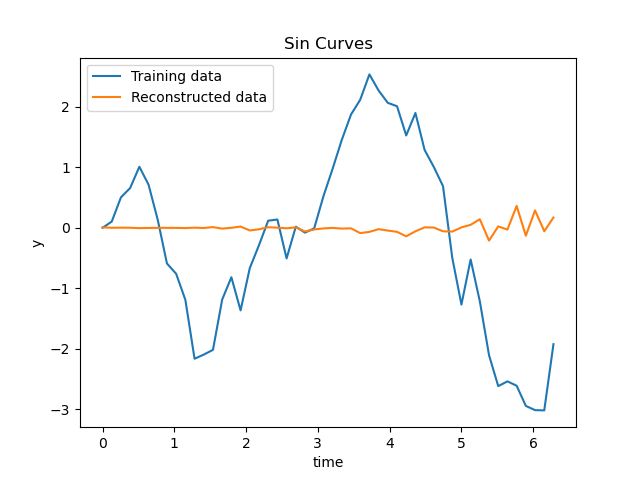 Sin Curves
Training data
Reconstructed data
y
2
1
0
−1
−2
−3
0 1 2 3 4 5 6
time